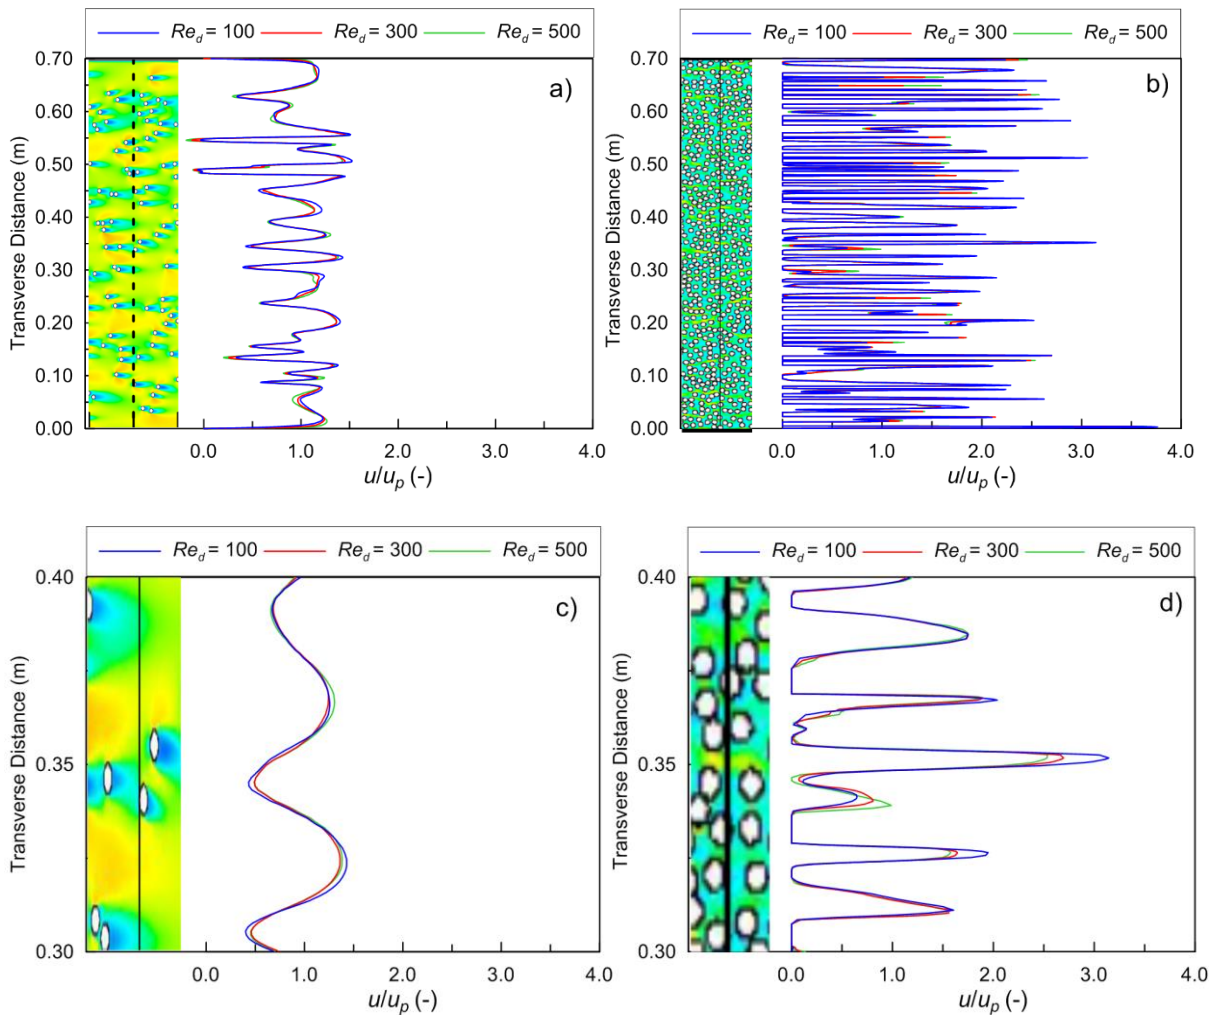 Re_d = 100 Re_d = 300 Re_d = 500
a)
Transverse Distance (m)
0.70
0.60
0.50
0.40
0.30
0.20
0.10
0.00
0.0 1.0 2.0 3.0 4.0
u/u_p (-)
Re_d = 100 Re_d = 300 Re_d = 500
b)
Transverse Distance (m)
0.70
0.60
0.50
0.40
0.30
0.20
0.10
0.00
0.0 1.0 2.0 3.0 4.0
u/u_p (-)
Re_d = 100 Re_d = 300 Re_d = 500
c)
Transverse Distance (m)
0.40
0.35
0.30
0.0 1.0 2.0 3.0 4.0
u/u_p (-)
Re_d = 100 Re_d = 300 Re_d = 500
d)
Transverse Distance (m)
0.40
0.35
0.30
0.0 1.0 2.0 3.0 4.0
u/u_p (-)